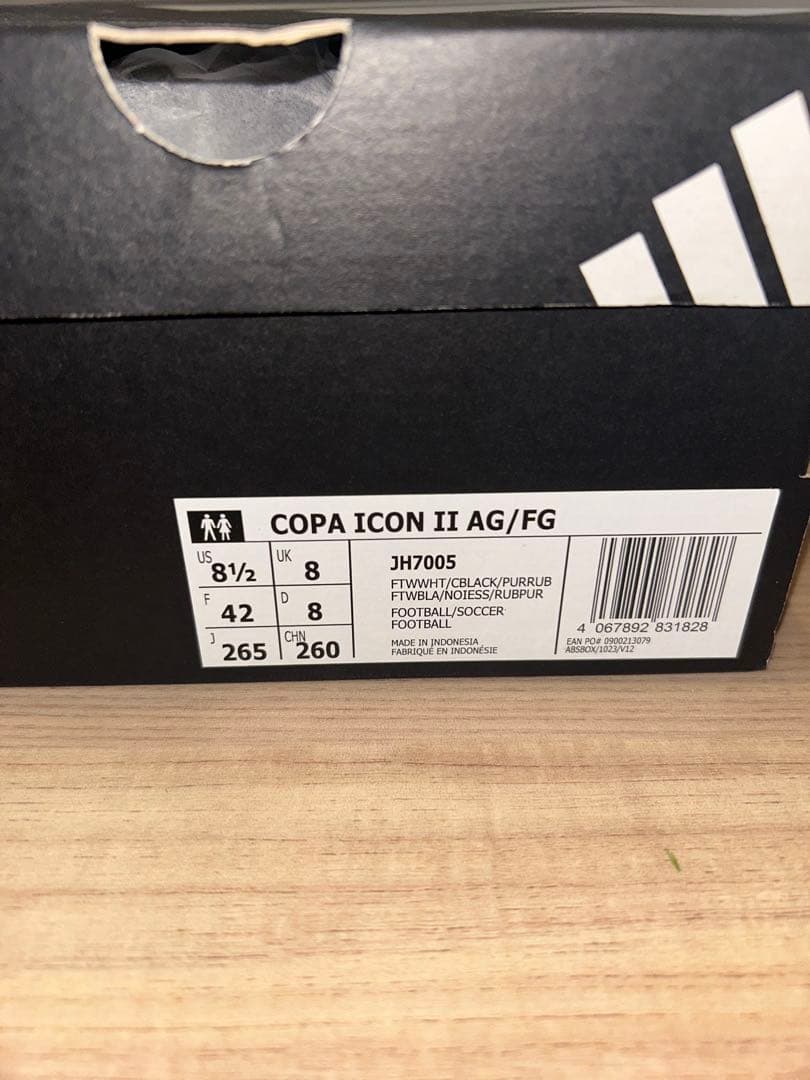 COPA ICON II AG/FG
US 8½ UK 8
F 42 D 8
J 265 CHN 260
JH7005
FTWWHT/CBLACK/PURRUB
FTWBLA/NOIESS/RUBPUR
FOOTBALL/SOCCER
FOOTBALL
MADE IN INDONESIA
FABRIQUÉ EN INDONÉSIE
4 067892 831828
EAN PO# 0900213079
ABSBOX/1023/V12